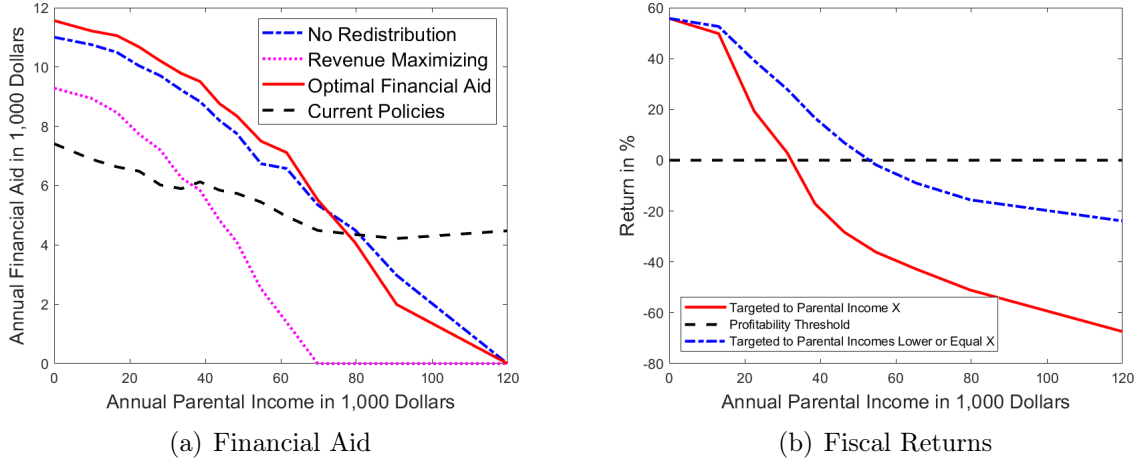 12
10
8
6
4
2
0
Annual Financial Aid in 1,000 Dollars
No Redistribution
Revenue Maximizing
Optimal Financial Aid
Current Policies
0 20 40 60 80 100 120
Annual Parental Income in 1,000 Dollars
(a) Financial Aid
60
40
20
0
-20
-40
-60
-80
Return in %
Targeted to Parental Income X
Profitability Threshold
Targeted to Parental Incomes Lower or Equal X
0 20 40 60 80 100 120
Annual Parental Income in 1,000 Dollars
(b) Fiscal Returns